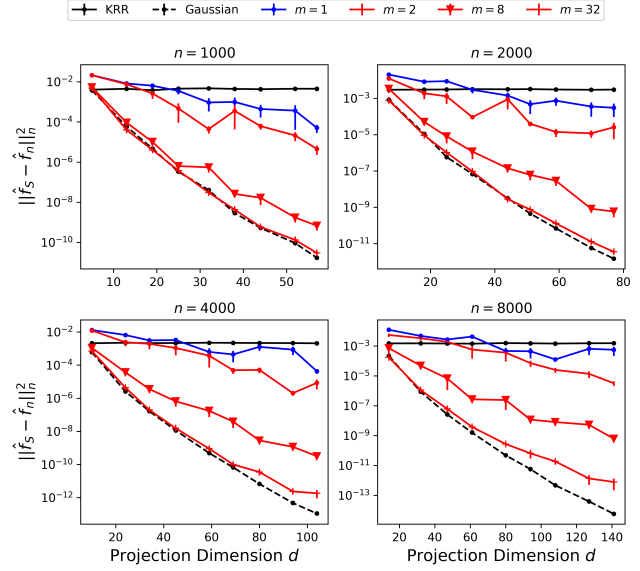 KRR Gaussian m = 1 m = 2 m = 8 m = 32
n = 1000
n = 2000
10⁻²
10⁻⁴
10⁻⁶
10⁻⁸
10⁻¹⁰
||f̂_S − f̂_n||²_n
10 20 30 40 50
10⁻³
10⁻⁵
10⁻⁷
10⁻⁹
10⁻¹¹
20 40 60 80
n = 4000
n = 8000
10⁻²
10⁻⁴
10⁻⁶
10⁻⁸
10⁻¹⁰
10⁻¹²
||f̂_S − f̂_n||²_n
20 40 60 80 100
Projection Dimension d
10⁻³
10⁻⁵
10⁻⁷
10⁻⁹
10⁻¹¹
10⁻¹³
20 40 60 80 100 120 140
Projection Dimension d